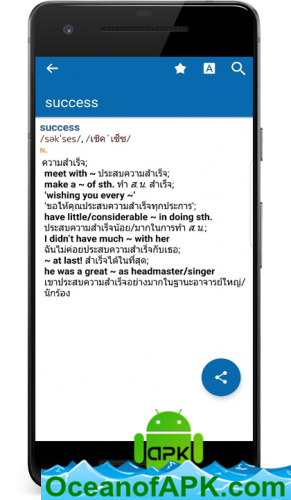 success
success
/səkˈses/, /เซิคˈเซ็ซ/
N.
ความสำเร็จ;
meet with ~ ประสบความสำเร็จ;
make a ~ of sth. ทำ ส.น. สำเร็จ;
'wishing you every ~'
'ขอให้คุณประสบความสำเร็จทุกประการ';
have little/considerable ~ in doing sth.
ประสบความสำเร็จน้อย/มากในการทำ ส.น.;
I didn't have much ~ with her
ฉันไม่ค่อยประสบความสำเร็จกับเธอ;
~ at last! สำเร็จได้ในที่สุด;
he was a great ~ as headmaster/singer
เขาประสบความสำเร็จอย่างมากในฐานะอาจารย์ใหญ่/
นักร้อง
apk
OceanofAPK.com